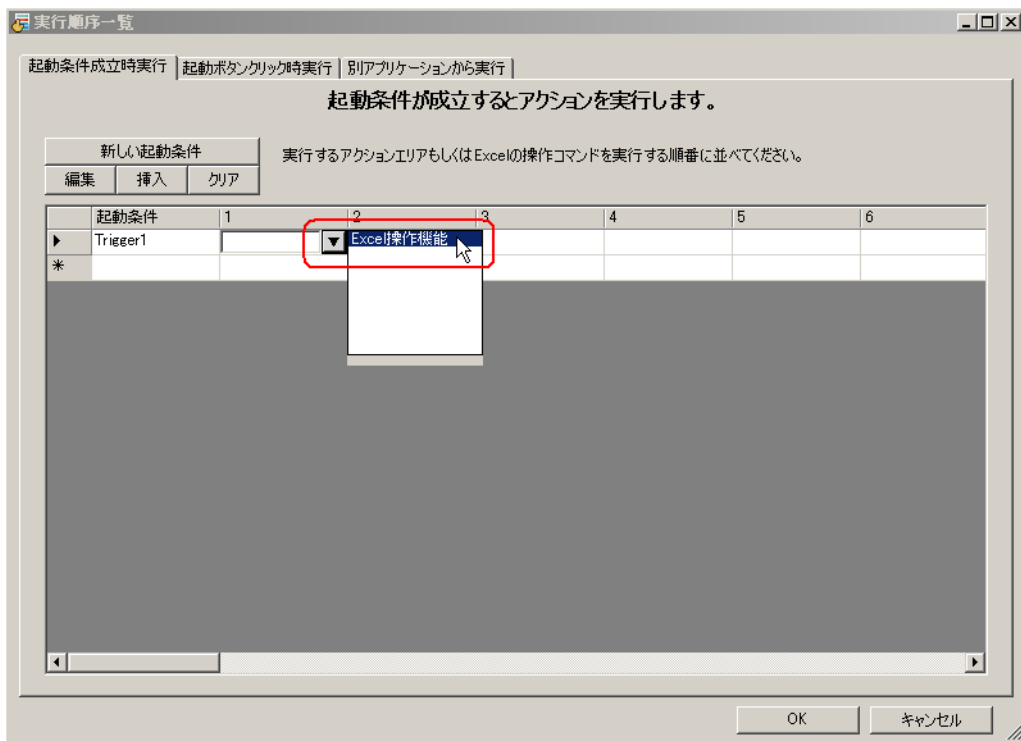 実行順序一覧
起動条件成立時実行
起動ボタンクリック時実行
別アプリケーションから実行
起動条件が成立するとアクションを実行します。
新しい起動条件
実行するアクションエリアもしくはExcelの操作コマンドを実行する順番に並べてください。
編集
挿入
クリア
起動条件 1 2 3 4 5 6
Trigger1 Excel操作機能
OK
キャンセル